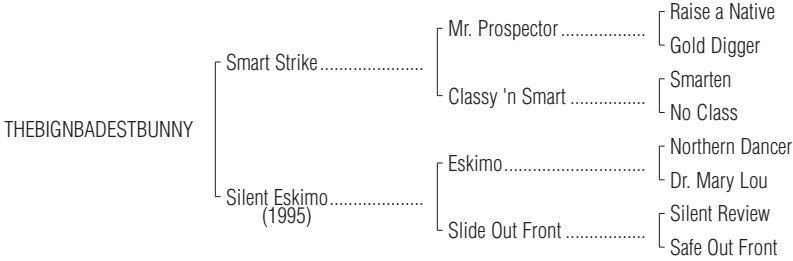 Raise a Native
Mr. Prospector..................
Gold Digger
Smart Strike......................
Smarten
Classy 'n Smart ................
No Class
THEBIGNBADESTBUNNY
Northern Dancer
Eskimo..............................
Dr. Mary Lou
Silent Eskimo....................
(1995)
Silent Review
Slide Out Front .................
Safe Out Front